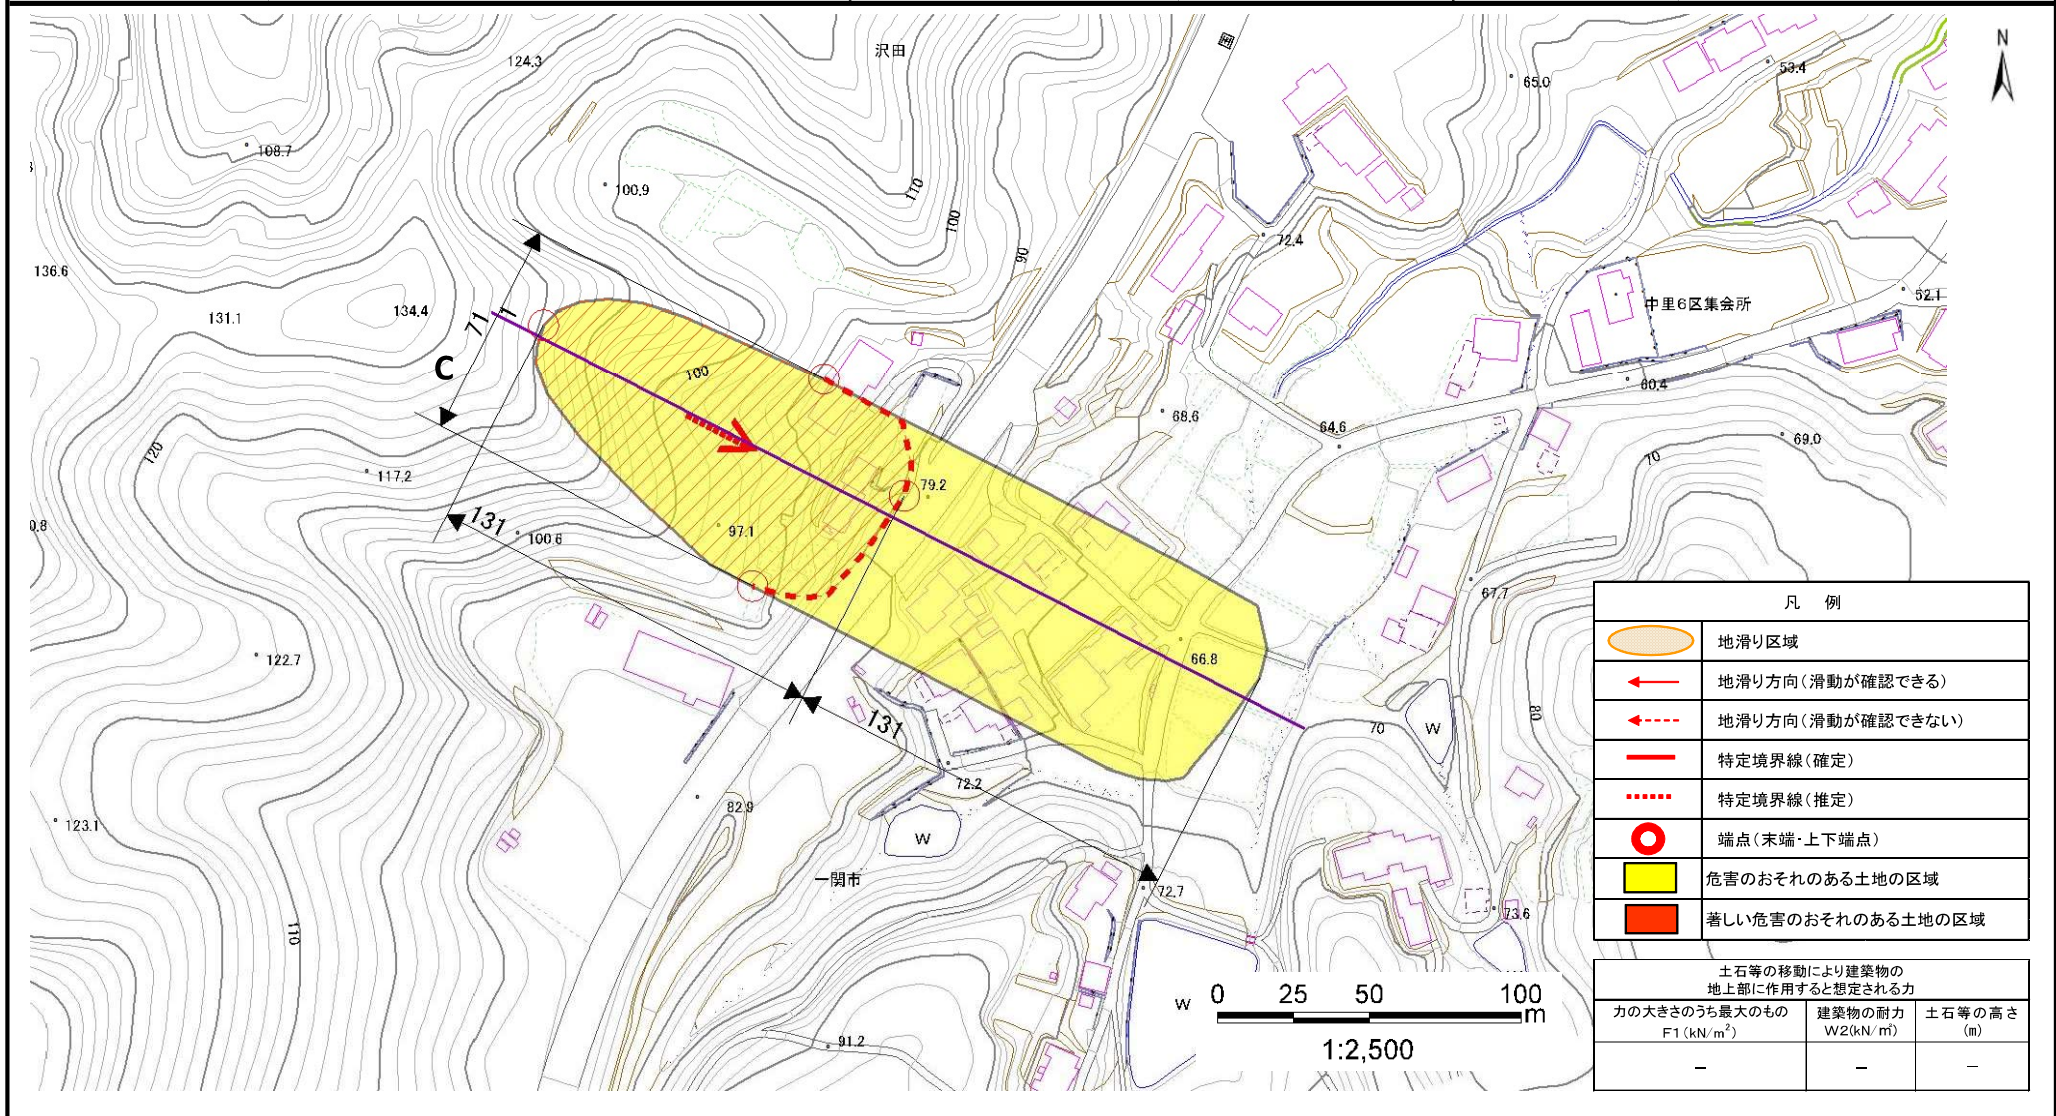 沢田
国
N
124.3
65.0
53.4
108.7
100.9
110
100
90
72.4
136.6
131.1
134.4
71
1
C
中里6区集会所
52.1
100
60.4
68.6
64.6
69.0
70
120
117.2
79.2
131
100.6
97.1
0.8
67.7
122.7
66.8
131
70
W
80
72.2
82.9
123.1
W
一関市
72.7
73.6
110
91.2
W
0 25 50 100
m
1:2,500
凡 例
地滑り区域
地滑り方向(滑動が確認できる)
地滑り方向(滑動が確認できない)
特定境界線(確定)
特定境界線(推定)
端点(末端・上下端点)
危害のおそれのある土地の区域
著しい危害のおそれのある土地の区域
土石等の移動により建築物の
地上部に作用すると想定される力
力の大きさのうち最大のもの
F1(kN/m²)
建築物の耐力
W2(kN/㎡)
土石等の高さ
(m)
－ － －